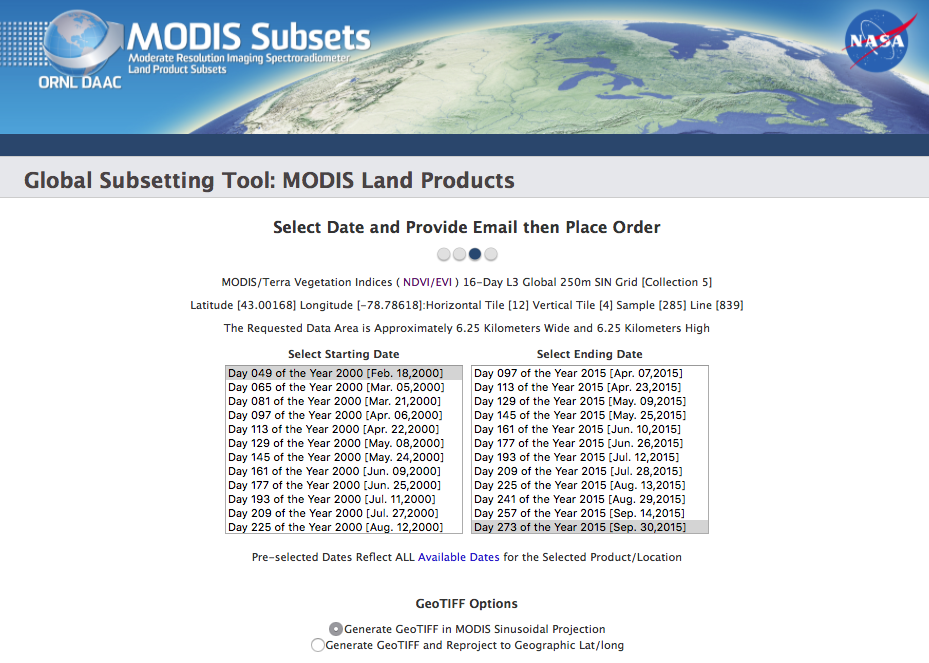 MODIS Subsets
Moderate Resolution Imaging Spectroradiometer
Land Product Subsets
ORNL DAAC
NASA
Global Subsetting Tool: MODIS Land Products
Select Date and Provide Email then Place Order
MODIS/Terra Vegetation Indices ( NDVI/EVI ) 16-Day L3 Global 250m SIN Grid [Collection 5]
Latitude [43.00168] Longitude [-78.78618]:Horizontal Tile [12] Vertical Tile [4] Sample [285] Line [839]
The Requested Data Area is Approximately 6.25 Kilometers Wide and 6.25 Kilometers High
Select Starting Date
Day 049 of the Year 2000 [Feb. 18,2000]
Day 065 of the Year 2000 [Mar. 05,2000]
Day 081 of the Year 2000 [Mar. 21,2000]
Day 097 of the Year 2000 [Apr. 06,2000]
Day 113 of the Year 2000 [Apr. 22,2000]
Day 129 of the Year 2000 [May. 08,2000]
Day 145 of the Year 2000 [May. 24,2000]
Day 161 of the Year 2000 [Jun. 09,2000]
Day 177 of the Year 2000 [Jun. 25,2000]
Day 193 of the Year 2000 [Jul. 11,2000]
Day 209 of the Year 2000 [Jul. 27,2000]
Day 225 of the Year 2000 [Aug. 12,2000]
Select Ending Date
Day 097 of the Year 2015 [Apr. 07,2015]
Day 113 of the Year 2015 [Apr. 23,2015]
Day 129 of the Year 2015 [May. 09,2015]
Day 145 of the Year 2015 [May. 25,2015]
Day 161 of the Year 2015 [Jun. 10,2015]
Day 177 of the Year 2015 [Jun. 26,2015]
Day 193 of the Year 2015 [Jul. 12,2015]
Day 209 of the Year 2015 [Jul. 28,2015]
Day 225 of the Year 2015 [Aug. 13,2015]
Day 241 of the Year 2015 [Aug. 29,2015]
Day 257 of the Year 2015 [Sep. 14,2015]
Day 273 of the Year 2015 [Sep. 30,2015]
Pre-selected Dates Reflect ALL Available Dates for the Selected Product/Location
GeoTIFF Options
Generate GeoTIFF in MODIS Sinusoidal Projection
Generate GeoTIFF and Reproject to Geographic Lat/long